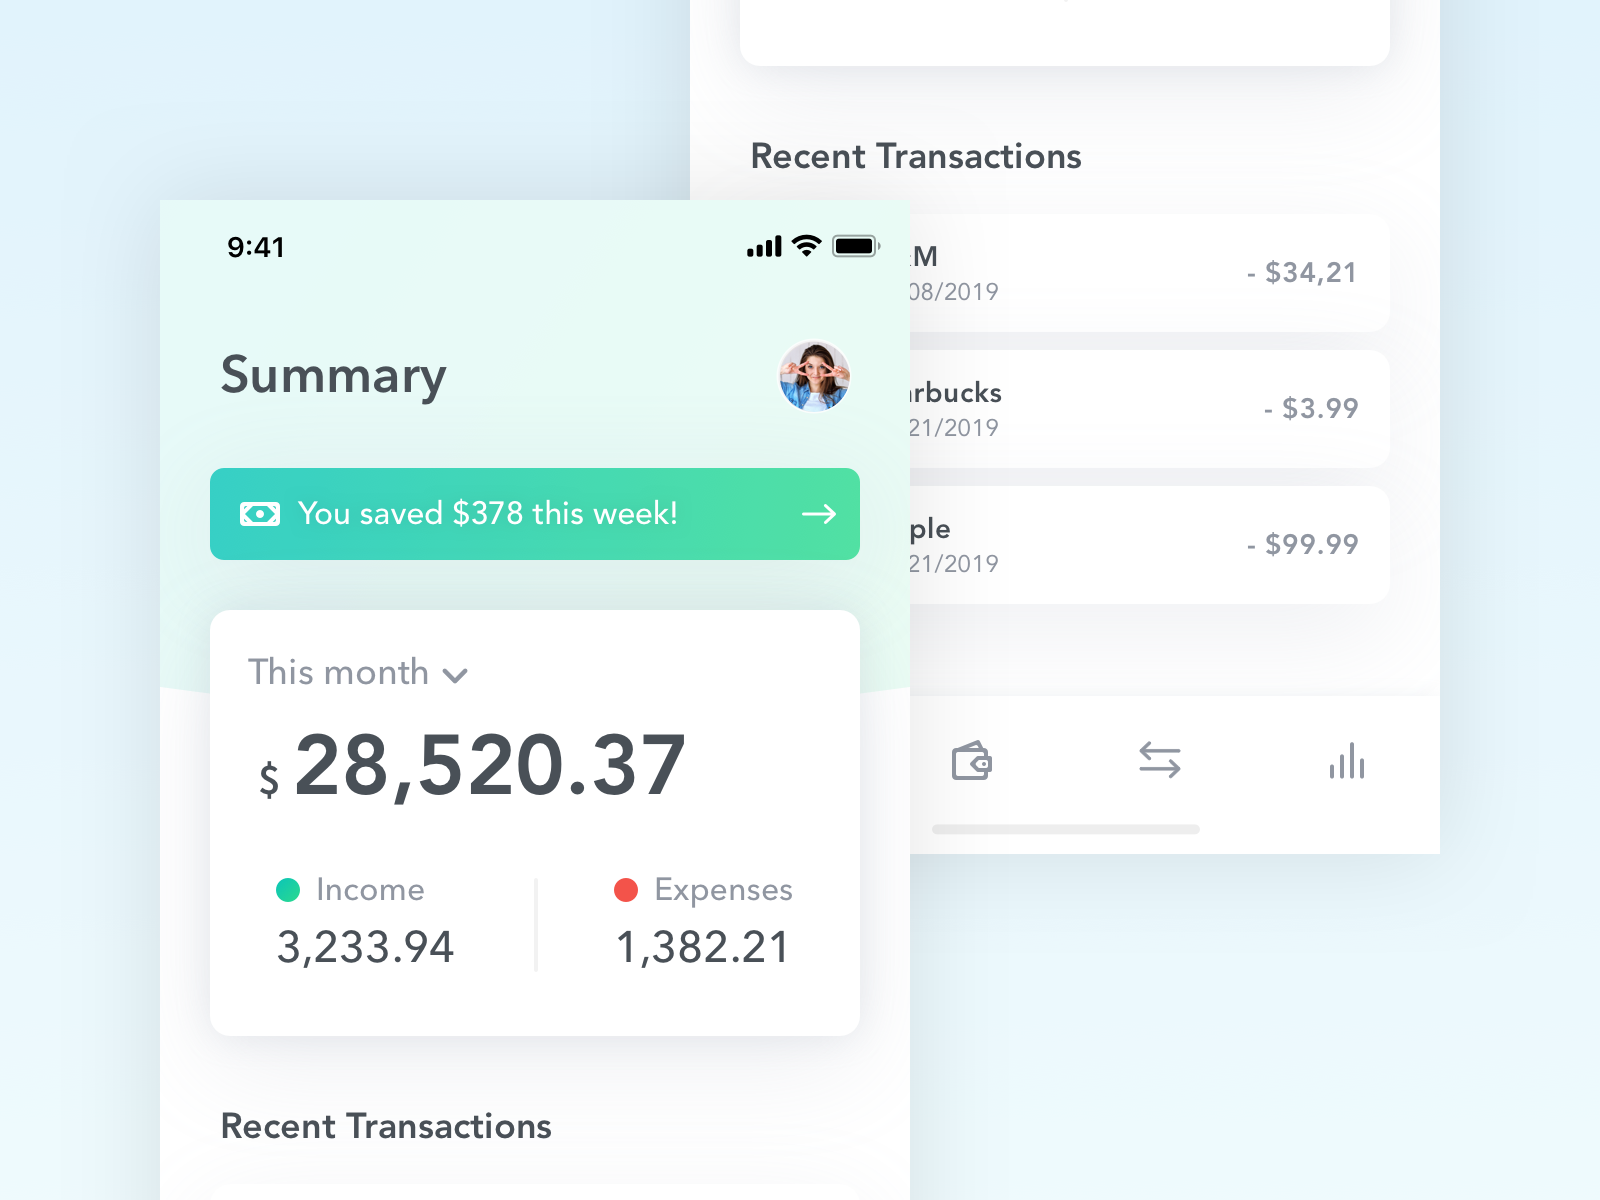 9:41
Summary
You saved $378 this week!
This month
$ 28,520.37
Income
3,233.94
Expenses
1,382.21
Recent Transactions
Recent Transactions
M
08/2019
- $34,21
rbucks
21/2019
- $3.99
ple
21/2019
- $99.99